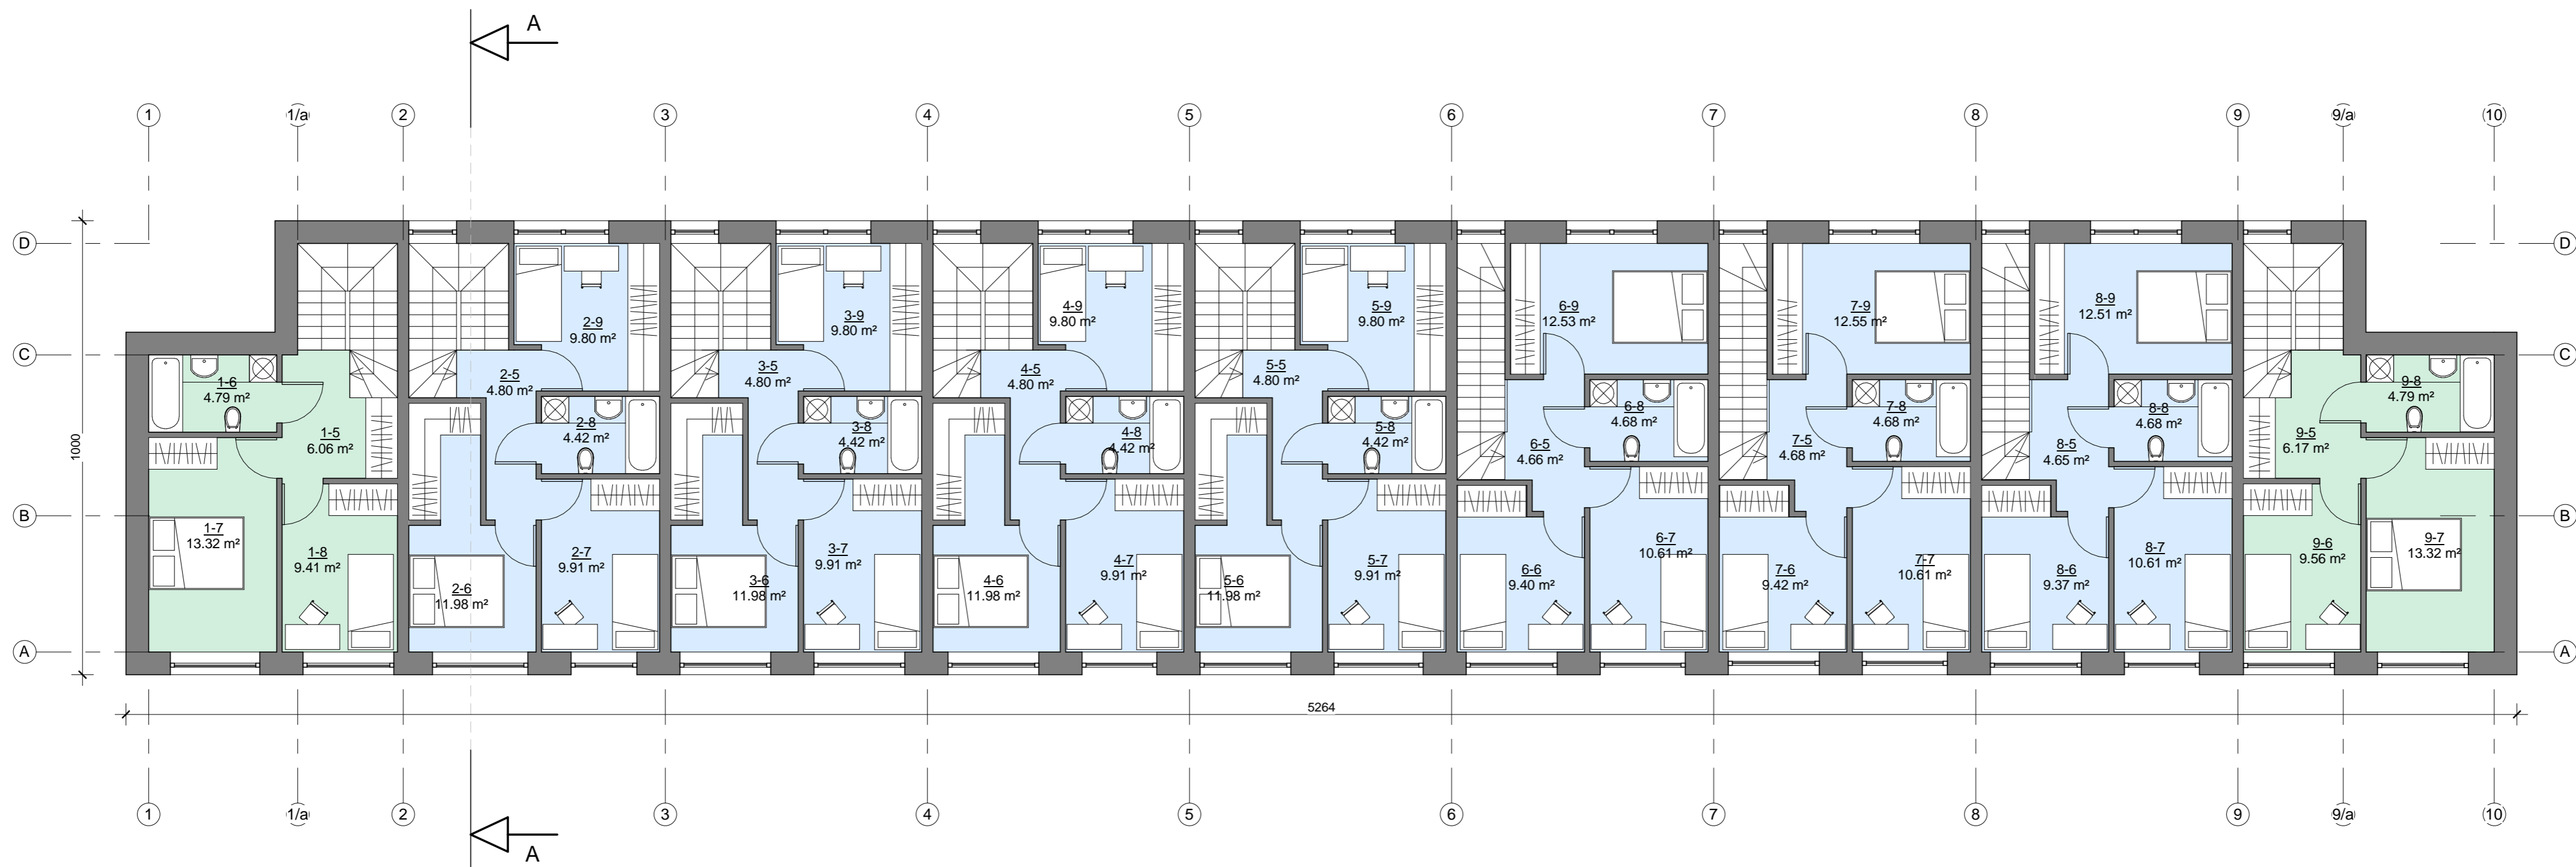 A
1
1/a
2
3
4
5
6
7
8
9
9/a
10
D
D
C
C
B
B
A
A
1000
1-6
4.79 m²
1-5
6.06 m²
1-7
13.32 m²
1-8
9.41 m²
2-9
9.80 m²
2-5
4.80 m²
2-8
4.42 m²
2-6
11.98 m²
2-7
9.91 m²
3-9
9.80 m²
3-5
4.80 m²
3-8
4.42 m²
3-6
11.98 m²
3-7
9.91 m²
4-9
9.80 m²
4-5
4.80 m²
4-8
4.42 m²
4-6
11.98 m²
4-7
9.91 m²
5-9
9.80 m²
5-5
4.80 m²
5-8
4.42 m²
5-6
11.98 m²
5-7
9.91 m²
6-9
12.53 m²
6-8
4.68 m²
6-5
4.66 m²
6-6
9.40 m²
6-7
10.61 m²
7-9
12.55 m²
7-8
4.68 m²
7-5
4.68 m²
7-6
9.42 m²
7-7
10.61 m²
8-9
12.51 m²
8-8
4.68 m²
8-5
4.65 m²
8-6
9.37 m²
8-7
10.61 m²
9-8
4.79 m²
9-5
6.17 m²
9-6
9.56 m²
9-7
13.32 m²
5264
1
1/a
2
3
4
5
6
7
8
9
9/a
10
A